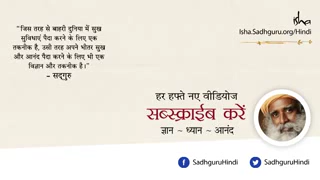 "जिस तरह से बाहरी दुनिया में सुख
सुविधाएं पैदा करने के लिए एक
तकनीक है, उसी तरह अपने भीतर सुख
और आनंद पैदा करने के लिए भी एक
विज्ञान और तकनीक है।"
– सद्गुरु
isha
Isha.Sadhguru.org/Hindi
हर हफ्ते नए वीडियोज
सब्स्क्राईब करें
ज्ञान ~ ध्यान ~ आनंद
SadhguruHindi
SadhguruHindi